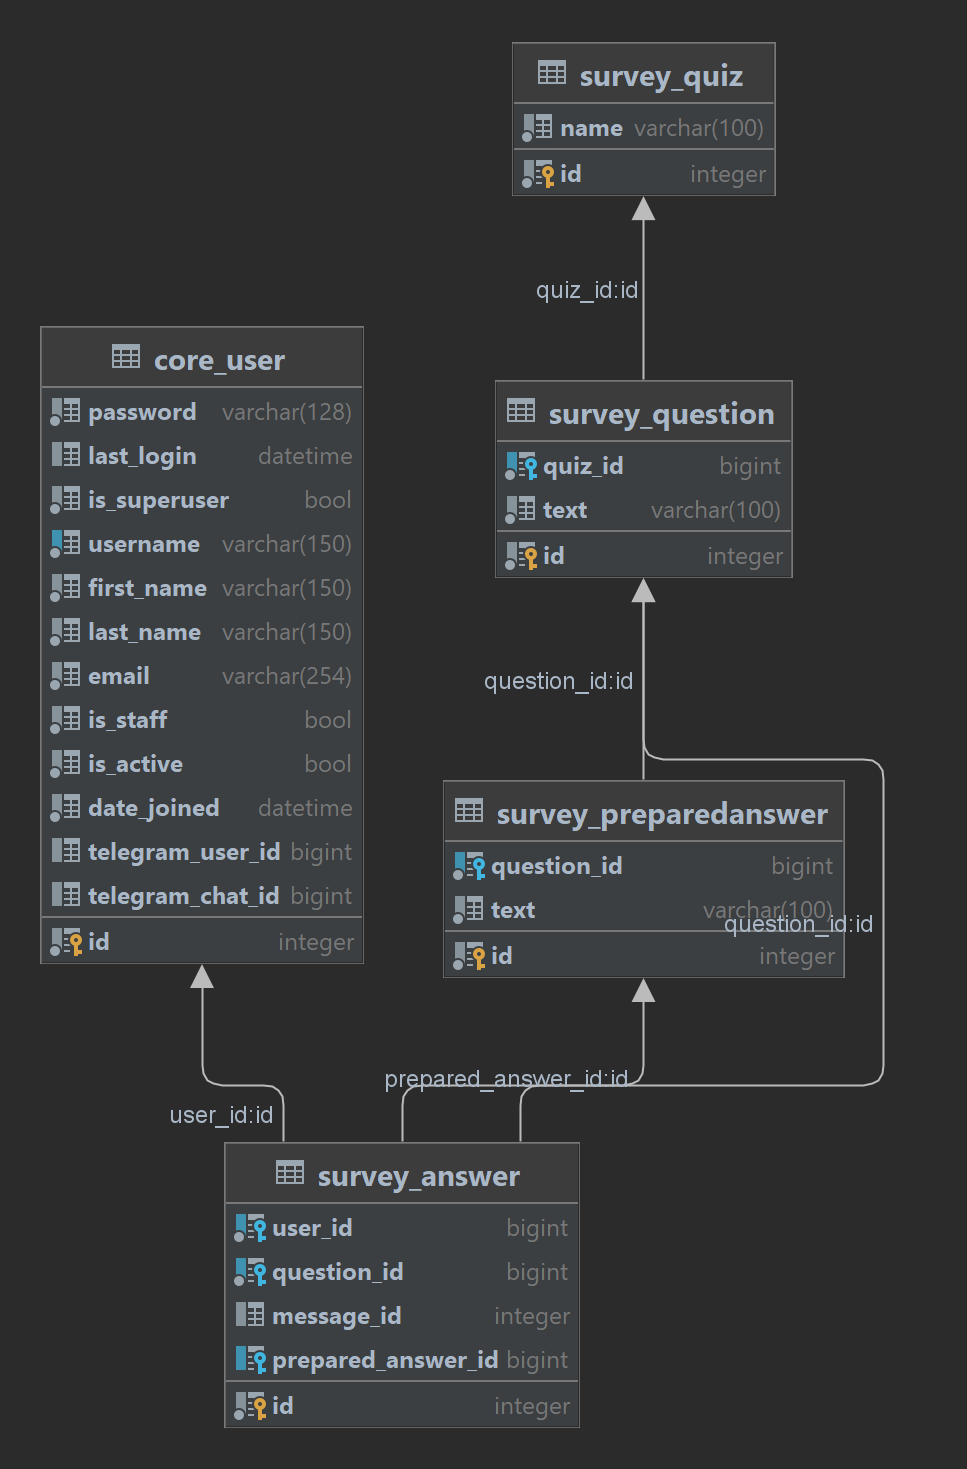 survey_quiz
name varchar(100)
id integer
quiz_id:id
core_user
password varchar(128)
last_login datetime
is_superuser bool
username varchar(150)
first_name varchar(150)
last_name varchar(150)
email varchar(254)
is_staff bool
is_active bool
date_joined datetime
telegram_user_id bigint
telegram_chat_id bigint
id integer
survey_question
quiz_id bigint
text varchar(100)
id integer
question_id:id
survey_preparedanswer
question_id bigint
text varchar(100)
question_id:id
id integer
prepared_answer_id:id
user_id:id
survey_answer
user_id bigint
question_id bigint
message_id integer
prepared_answer_id bigint
id integer